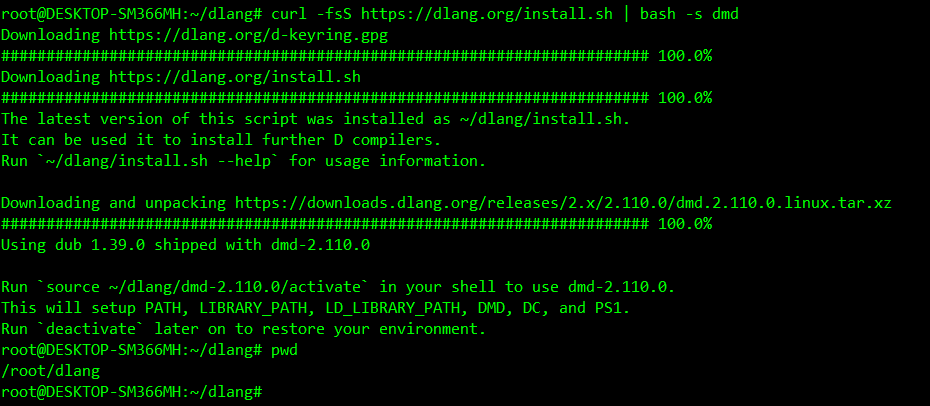 root@DESKTOP-SM366MH:~/dlang# curl -fsS https://dlang.org/install.sh | bash -s dmd
Downloading https://dlang.org/d-keyring.gpg
######################################################################## 100.0%
Downloading https://dlang.org/install.sh
######################################################################## 100.0%
The latest version of this script was installed as ~/dlang/install.sh.
It can be used it to install further D compilers.
Run `~/dlang/install.sh --help` for usage information.

Downloading and unpacking https://downloads.dlang.org/releases/2.x/2.110.0/dmd.2.110.0.linux.tar.xz
######################################################################## 100.0%
Using dub 1.39.0 shipped with dmd-2.110.0

Run `source ~/dlang/dmd-2.110.0/activate` in your shell to use dmd-2.110.0.
This will setup PATH, LIBRARY_PATH, LD_LIBRARY_PATH, DMD, DC, and PS1.
Run `deactivate` later on to restore your environment.
root@DESKTOP-SM366MH:~/dlang# pwd
/root/dlang
root@DESKTOP-SM366MH:~/dlang#